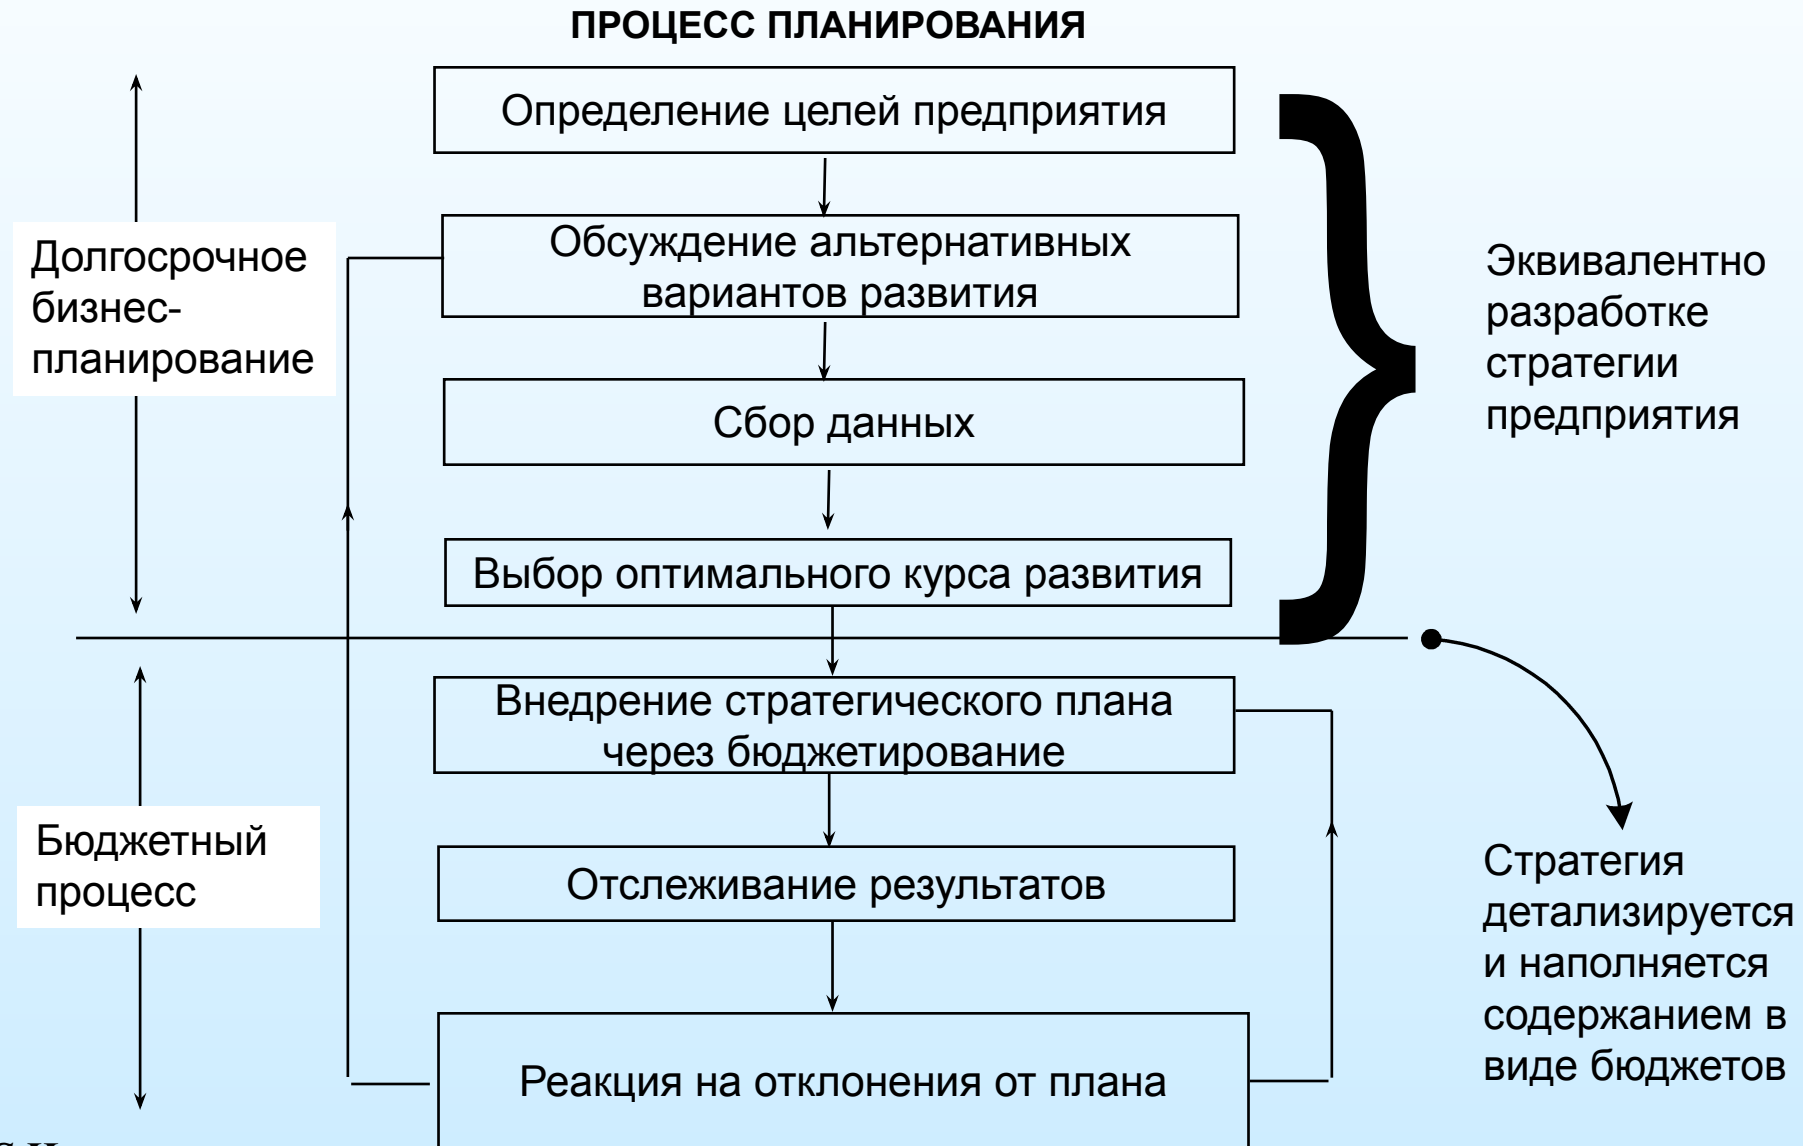 ПРОЦЕСС ПЛАНИРОВАНИЯ
Определение целей предприятия
Обсуждение альтернативных
вариантов развития
Сбор данных
Выбор оптимального курса развития
Долгосрочное
бизнес-
планирование
Эквивалентно
разработке
стратегии
предприятия
Внедрение стратегического плана
через бюджетирование
Отслеживание результатов
Реакция на отклонения от плана
Бюджетный
процесс
Стратегия
детализируется
и наполняется
содержанием в
виде бюджетов